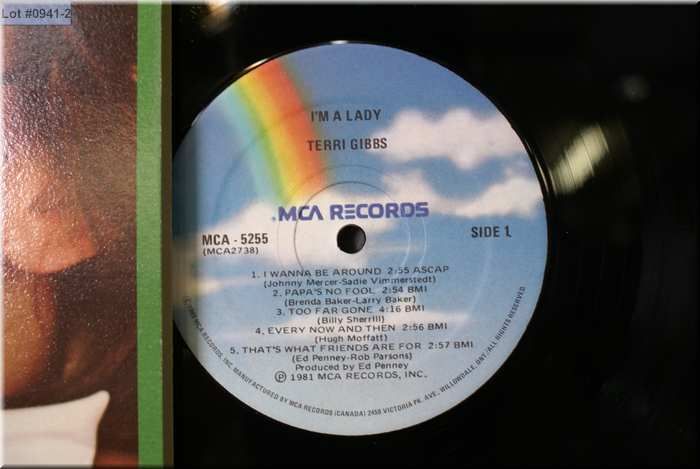 Lot #0941-2
I'M A LADY
TERRI GIBBS
MCA RECORDS
MCA - 5255
(MCA2738)
SIDE 1.
1. I WANNA BE AROUND 2:55 ASCAP
(Johnny Mercer-Sadie Vimmerstedt)
2. PAPA'S NO FOOL 2:54 BMI
(Brenda Baker-Larry Baker)
3. TOO FAR GONE 4:16 BMI
(Billy Sherrill)
4. EVERY NOW AND THEN 2:56 BMI
(Hugh Moffatt)
5. THAT'S WHAT FRIENDS ARE FOR 2:57 BMI
(Ed Penney-Rob Parsons)
Produced by Ed Penney
℗ 1981 MCA RECORDS, INC.
MCA RECORDS, INC. MANUFACTURED BY MCA RECORDS (CANADA) 2450 VICTORIA PK. AVE., WILLOWDALE, ONT./ALL RIGHTS RESERVED.